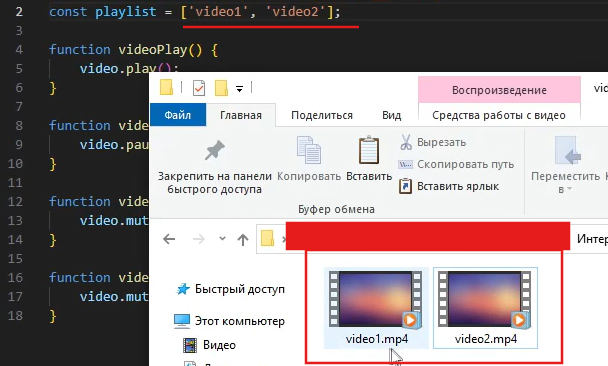 2 const playlist = ['video1', 'video2'];
3
4 function videoPlay() {
5 video.play();
6 }
7
8 function vide
9 video.pau
10 }
11
12 function vide
13 video.mut
14 }
15
16 function vide
17 video.mut
18 }
Воспроизведение
vi
Файл
Главная
Поделиться
Вид
Средства работы с видео
Закрепить на панели
быстрого доступа
Копировать
Вставить
Вырезать
Скопировать путь
Вставить ярлык
Переместить
в
Буфер обмена
Интер
Быстрый доступ
Этот компьютер
Видео
video1.mp4
video2.mp4